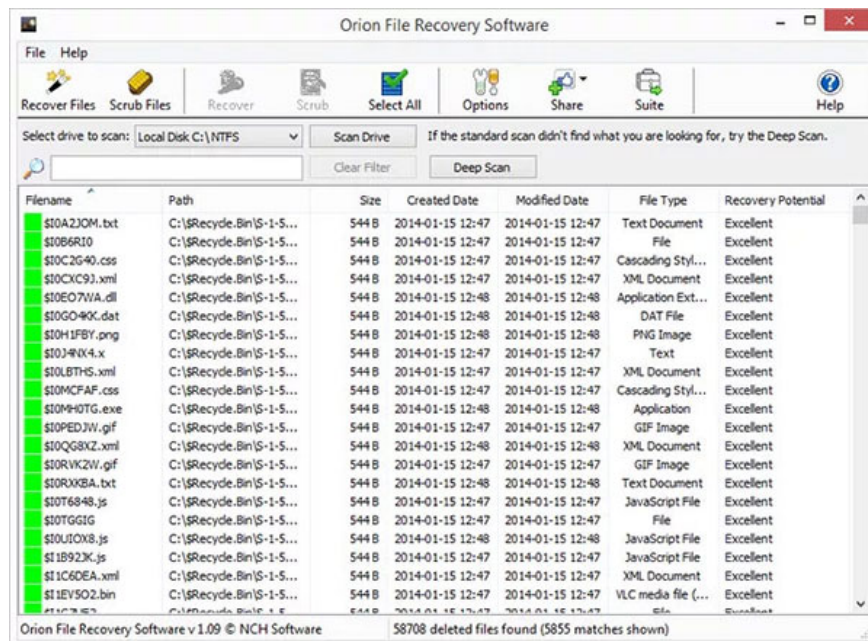 Orion File Recovery Software
File Help
Recover Files Scrub Files Recover Scrub Select All Options Share Suite Help
Select drive to scan: Local Disk C:\ NTFS Scan Drive If the standard scan didn't find what you are looking for, try the Deep Scan.
Clear Filter Deep Scan
Filename Path Size Created Date Modified Date File Type Recovery Potential
$I0A2JOM.txt C:\$Recycle.Bin\S-1-5... 544 B 2014-01-15 12:47 2014-01-15 12:47 Text Document Excellent
$I0B6RI0 C:\$Recycle.Bin\S-1-5... 544 B 2014-01-15 12:47 2014-01-15 12:47 File Excellent
$I0C2G40.css C:\$Recycle.Bin\S-1-5... 544 B 2014-01-15 12:47 2014-01-15 12:47 Cascading Styl... Excellent
$I0CXC9J.xml C:\$Recycle.Bin\S-1-5... 544 B 2014-01-15 12:47 2014-01-15 12:47 XML Document Excellent
$I0EO7WA.dll C:\$Recycle.Bin\S-1-5... 544 B 2014-01-15 12:48 2014-01-15 12:48 Application Ext... Excellent
$I0GO4KK.dat C:\$Recycle.Bin\S-1-5... 544 B 2014-01-15 12:48 2014-01-15 12:48 DAT File Excellent
$I0H1FBY.png C:\$Recycle.Bin\S-1-5... 544 B 2014-01-15 12:48 2014-01-15 12:48 PNG Image Excellent
$I0J4NX4.x C:\$Recycle.Bin\S-1-5... 544 B 2014-01-15 12:47 2014-01-15 12:47 Text Excellent
$I0LBTHS.xml C:\$Recycle.Bin\S-1-5... 544 B 2014-01-15 12:47 2014-01-15 12:47 XML Document Excellent
$I0MCFAF.css C:\$Recycle.Bin\S-1-5... 544 B 2014-01-15 12:47 2014-01-15 12:47 Cascading Styl... Excellent
$I0MH0TG.exe C:\$Recycle.Bin\S-1-5... 544 B 2014-01-15 12:48 2014-01-15 12:48 Application Excellent
$I0PEDJW.gif C:\$Recycle.Bin\S-1-5... 544 B 2014-01-15 12:47 2014-01-15 12:47 GIF Image Excellent
$I0QG8XZ.xml C:\$Recycle.Bin\S-1-5... 544 B 2014-01-15 12:48 2014-01-15 12:48 XML Document Excellent
$I0RVK2W.gif C:\$Recycle.Bin\S-1-5... 544 B 2014-01-15 12:47 2014-01-15 12:47 GIF Image Excellent
$I0RXKBA.txt C:\$Recycle.Bin\S-1-5... 544 B 2014-01-15 12:48 2014-01-15 12:48 Text Document Excellent
$I0T6848.js C:\$Recycle.Bin\S-1-5... 544 B 2014-01-15 12:47 2014-01-15 12:47 JavaScript File Excellent
$I0TGGIG C:\$Recycle.Bin\S-1-5... 544 B 2014-01-15 12:47 2014-01-15 12:47 File Excellent
$I0UIOX8.js C:\$Recycle.Bin\S-1-5... 544 B 2014-01-15 12:48 2014-01-15 12:48 JavaScript File Excellent
$I1B92JK.js C:\$Recycle.Bin\S-1-5... 544 B 2014-01-15 12:47 2014-01-15 12:47 JavaScript File Excellent
$I1C6DEA.xml C:\$Recycle.Bin\S-1-5... 544 B 2014-01-15 12:47 2014-01-15 12:47 XML Document Excellent
$I1EV5O2.bin C:\$Recycle.Bin\S-1-5... 544 B 2014-01-15 12:47 2014-01-15 12:47 VLC media file (... Excellent
Orion File Recovery Software v 1.09 © NCH Software 58708 deleted files found (5855 matches shown)